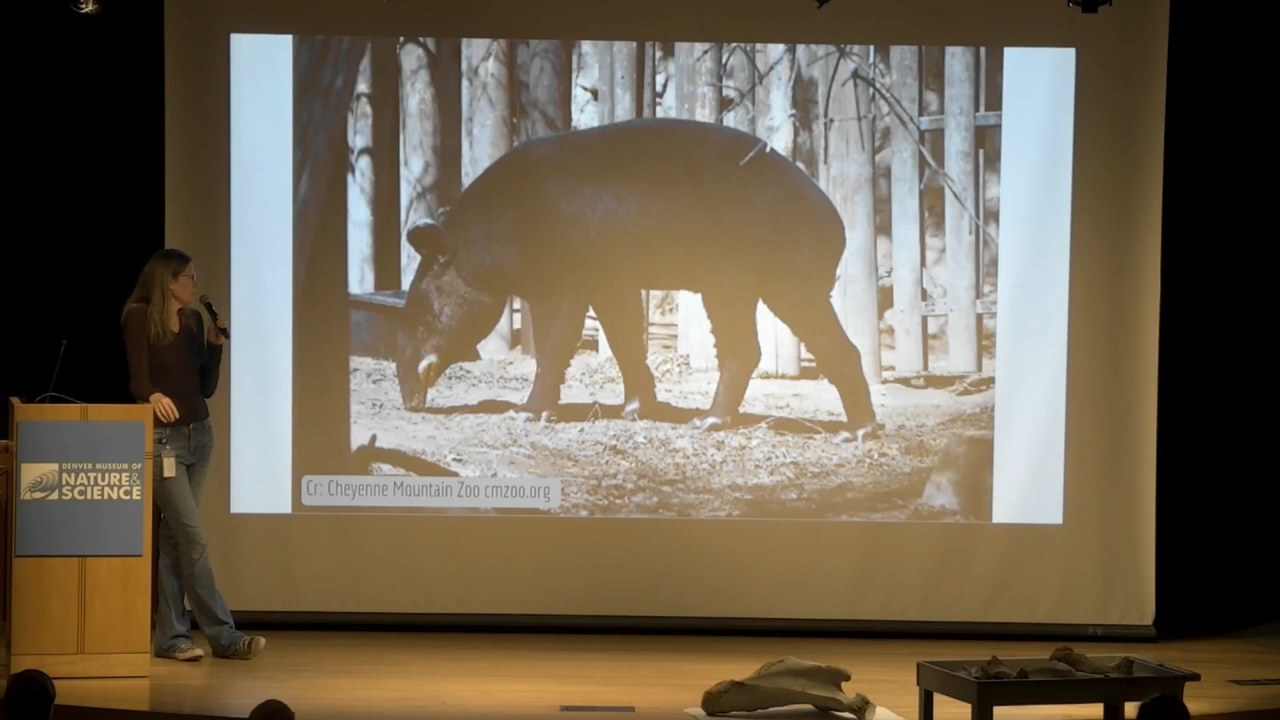 Cr: Cheyenne Mountain Zoo cmzoo.org
DENVER MUSEUM OF
NATURE &
SCIENCE